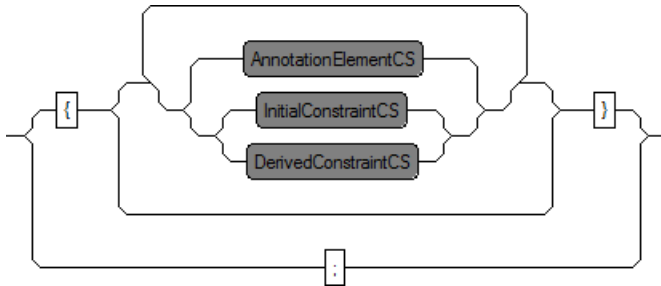 AnnotationElementCS
{ InitialConstraintCS }
DerivedConstraintCS
;